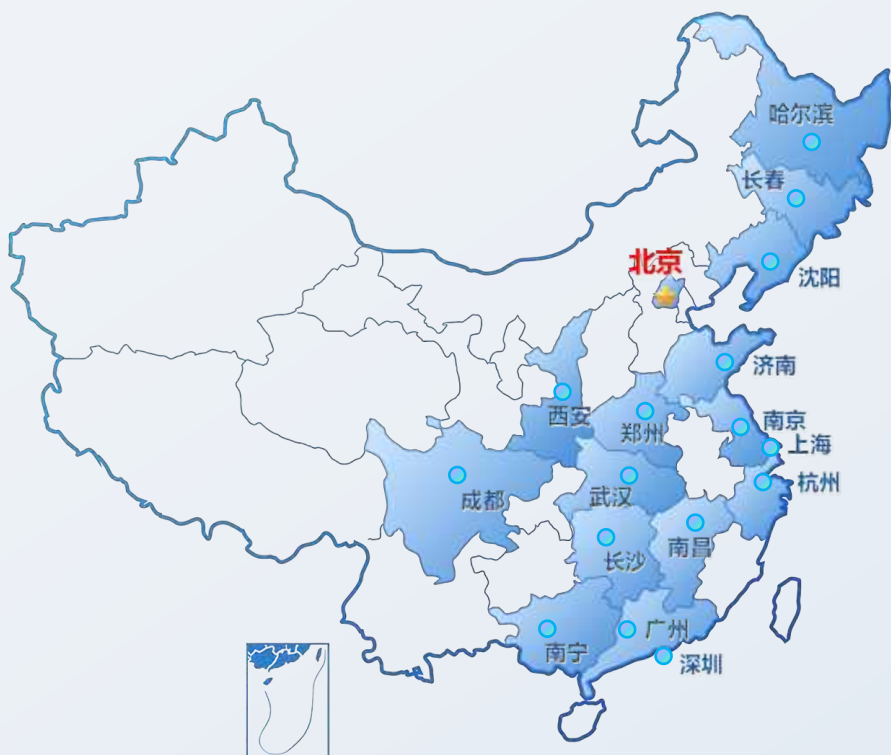 哈尔滨
长春
北京
沈阳
济南
西安
郑州
南京
上海
杭州
成都
武汉
长沙
南昌
广州
南宁
深圳